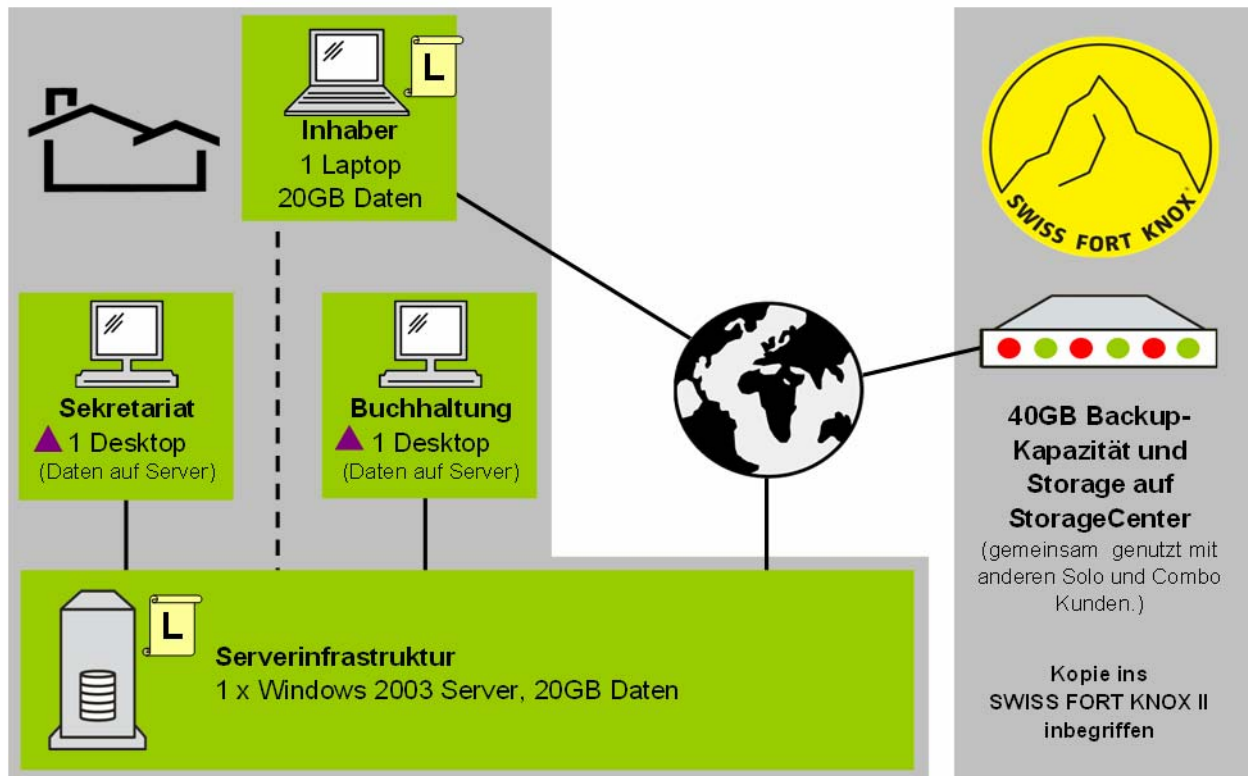 L
Inhaber
1 Laptop
20GB Daten
Sekretariat
1 Desktop
(Daten auf Server)
Buchhaltung
1 Desktop
(Daten auf Server)
L
Serverinfrastruktur
1 x Windows 2003 Server, 20GB Daten
SWISS FORT KNOX
40GB Backup-
Kapazität und
Storage auf
StorageCenter
(gemeinsam genutzt mit
anderen Solo und Combo
Kunden.)
Kopie ins
SWISS FORT KNOX II
inbegriffen